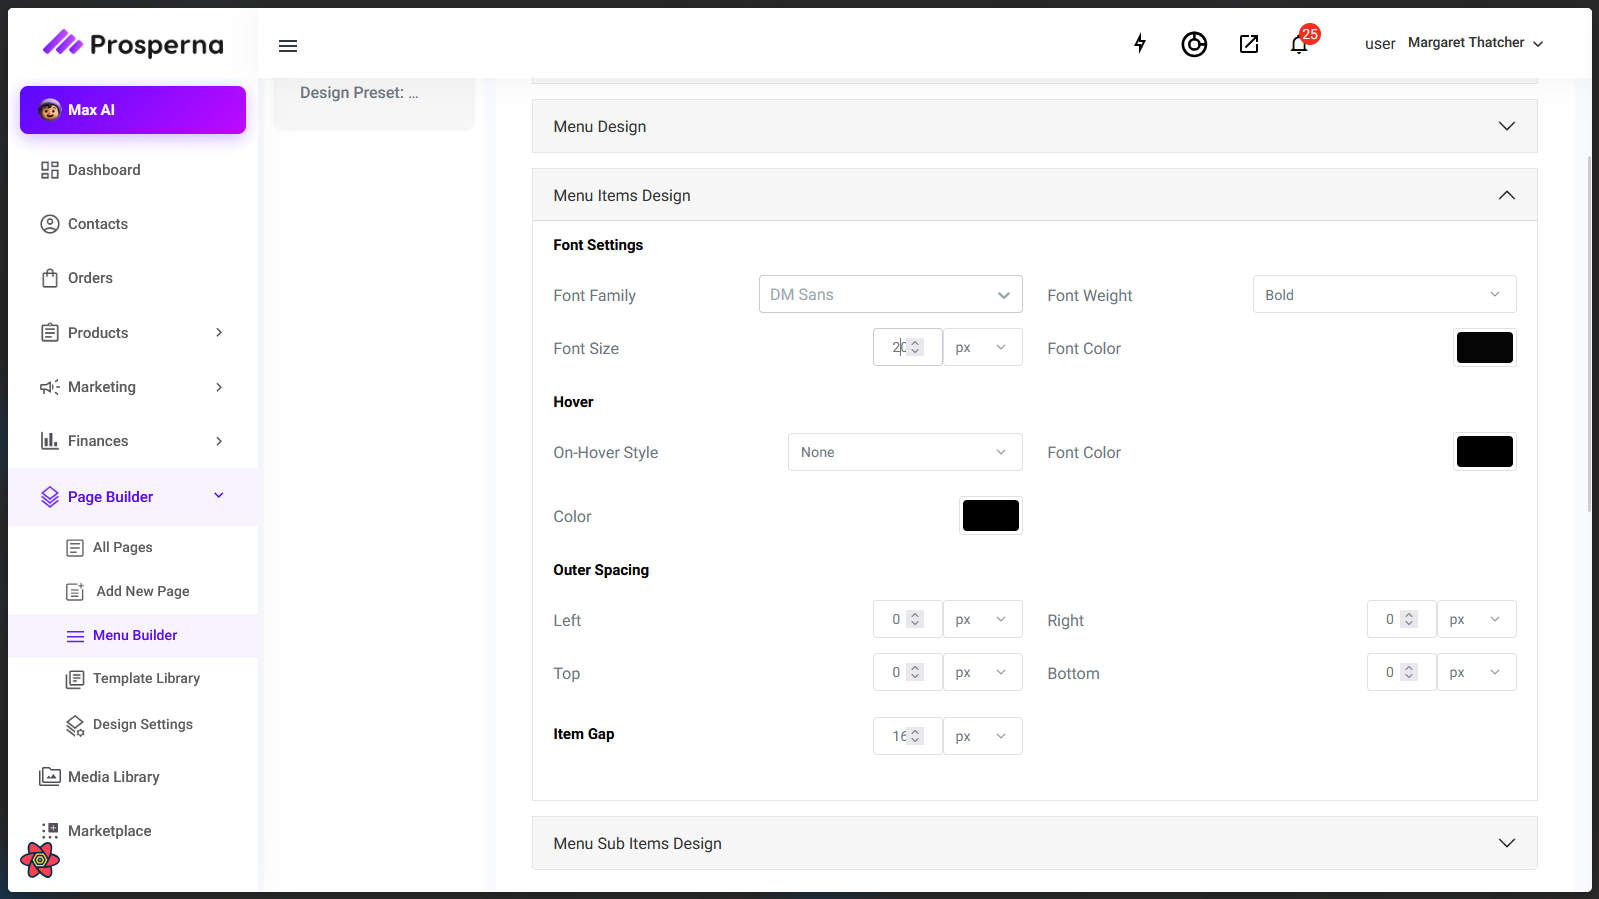 Prosperna
25
user Margaret Thatcher
Max AI
Dashboard
Contacts
Orders
Products
Marketing
Finances
Page Builder
All Pages
Add New Page
Menu Builder
Template Library
Design Settings
Media Library
Marketplace
Design Preset: ...
Menu Design
Menu Items Design
Font Settings
Font Family DM Sans Font Weight Bold
Font Size 20 px Font Color
Hover
On-Hover Style None Font Color
Color
Outer Spacing
Left 0 px Right 0 px
Top 0 px Bottom 0 px
Item Gap 16 px
Menu Sub Items Design